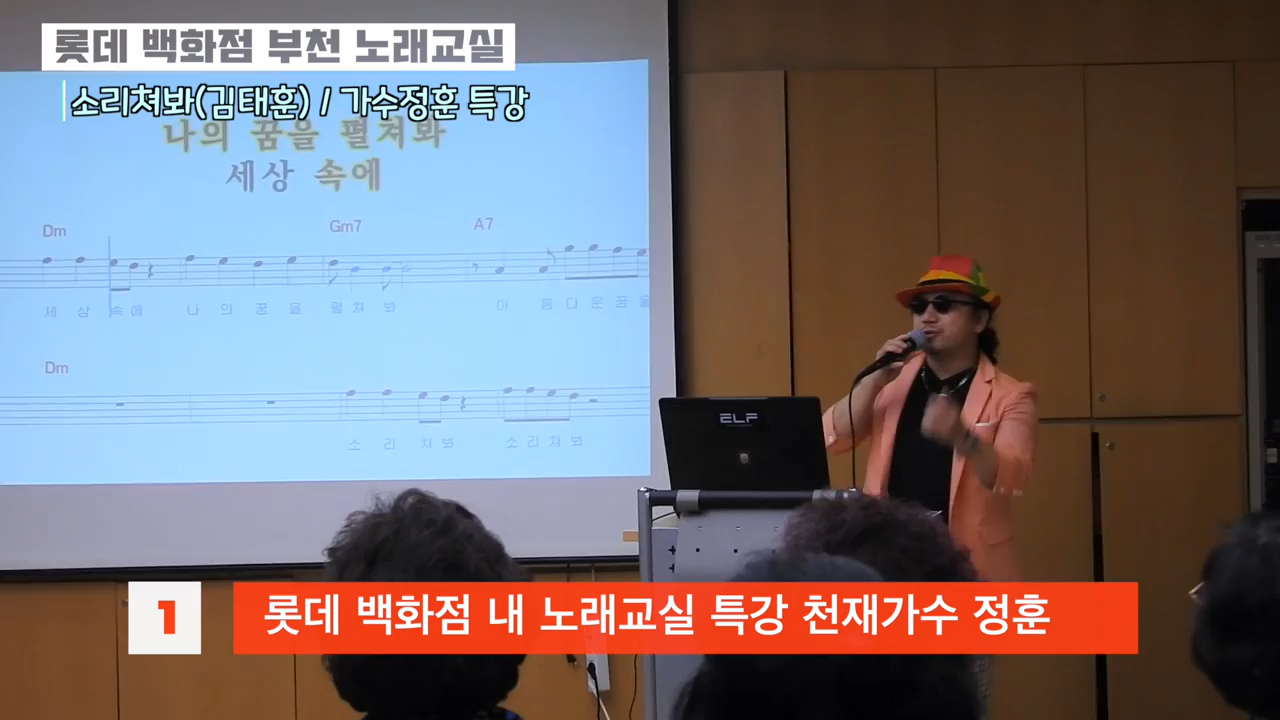 롯데 백화점 부천 노래교실
소리쳐봐(김태훈) / 가수정훈 특강
나의 꿈을 펼쳐봐
세상 속에
Dm Gm7 A7
세 상 속에 나 의 꿈 을 펼쳐 봐 아 름다운꿈을
Dm
소 리 쳐봐 소리쳐봐
ELF
1 롯데 백화점 내 노래교실 특강 천재가수 정훈